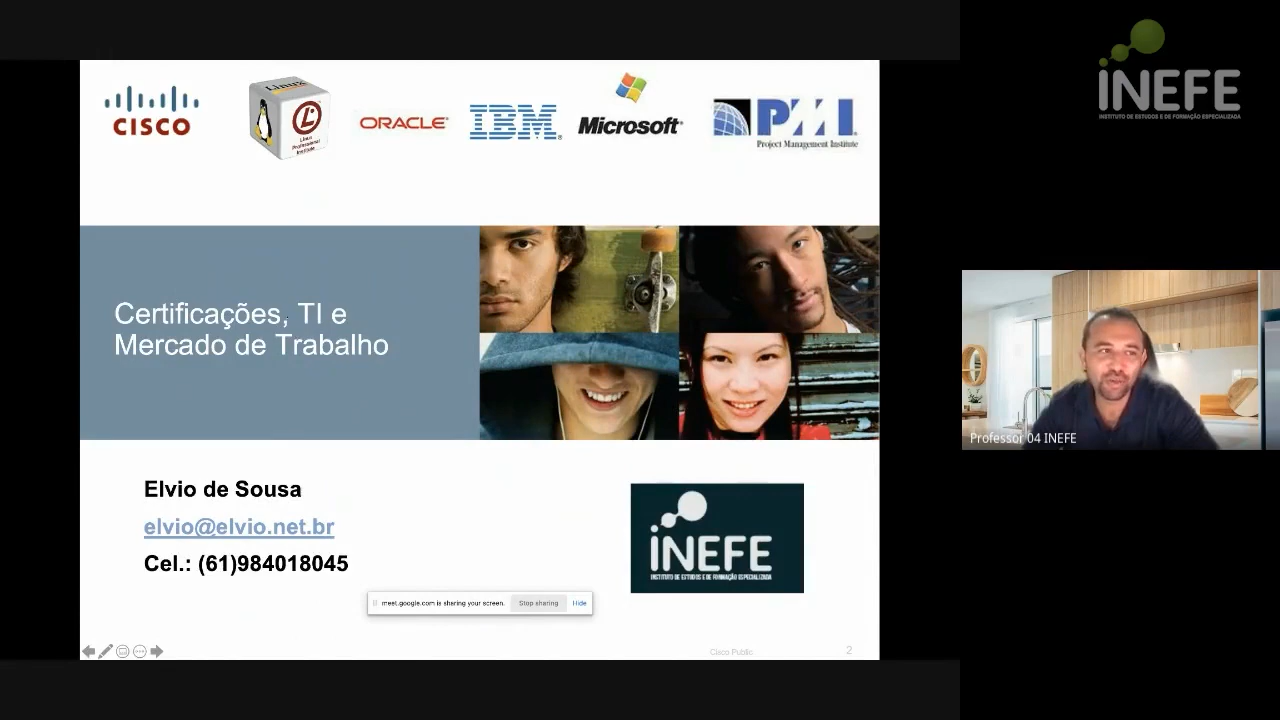 CISCO
Linux
Linux
Professional
Institute
ORACLE
IBM
Microsoft
PMI
Project Management Institute
INEFE
INSTITUTO DE ESTUDOS E DE FORMAÇÃO ESPECIALIZADA
Certificações, TI e
Mercado de Trabalho
Professor 04 INEFE
Elvio de Sousa
elvio@elvio.net.br
Cel.: (61)984018045
INEFE
INSTITUTO DE ESTUDOS E DE FORMAÇÃO ESPECIALIZADA
meet.google.com is sharing your screen.
Stop sharing
Hide
Cisco Public
2